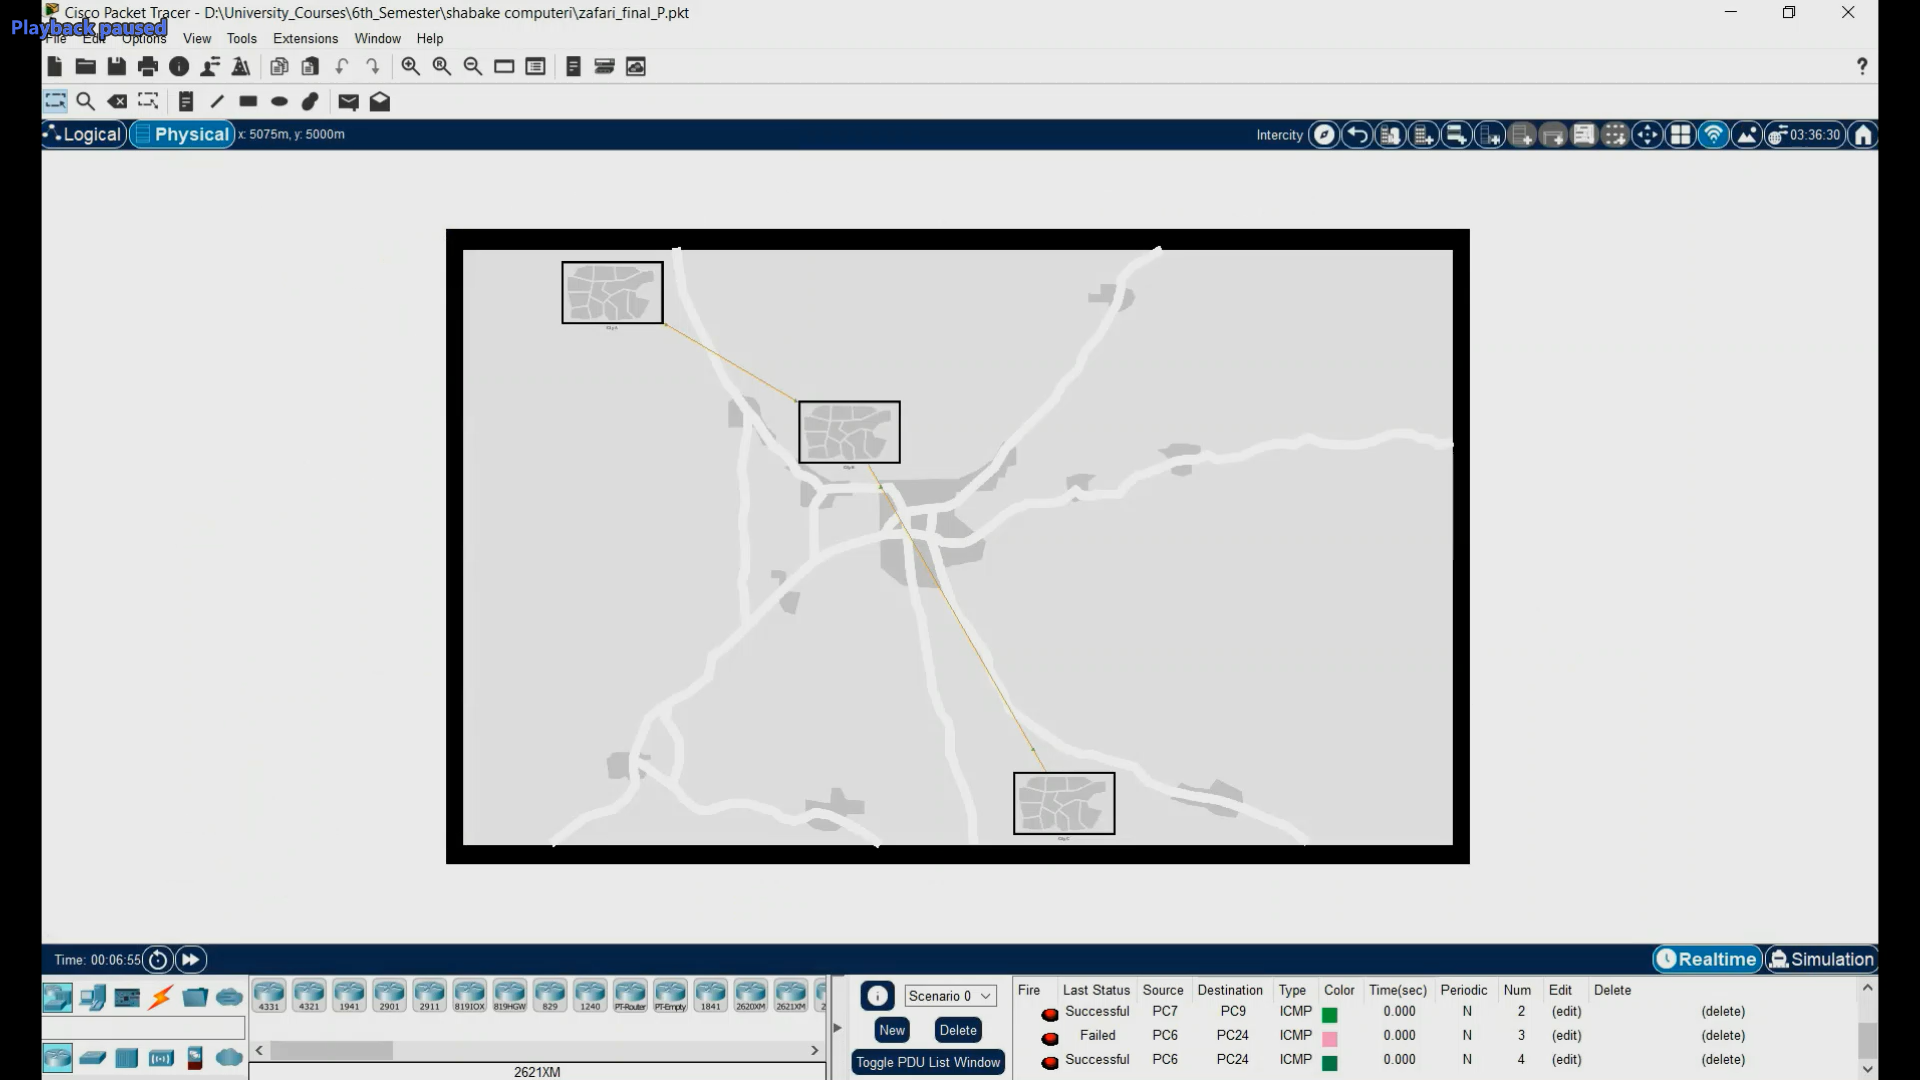 Cisco Packet Tracer - D:\University_Courses\6th_Semester\shabake computeri\zafari_final_P.pkt
Playback paused
File Edit Options View Tools Extensions Window Help
?
Logical Physical x: 5075m, y: 5000m Intercity 03:36:30
Time: 00:06:55 Realtime Simulation
4331 4321 1941 2901 2911 819IOX 819HGW 829 1240 PT-Router PT-Empty 1841 2620XM 2621XM
2621XM
Scenario 0
New Delete
Toggle PDU List Window
Fire Last Status Source Destination Type Color Time(sec) Periodic Num Edit Delete
Successful PC7 PC9 ICMP 0.000 N 2 (edit) (delete)
Failed PC6 PC24 ICMP 0.000 N 3 (edit) (delete)
Successful PC6 PC24 ICMP 0.000 N 4 (edit) (delete)